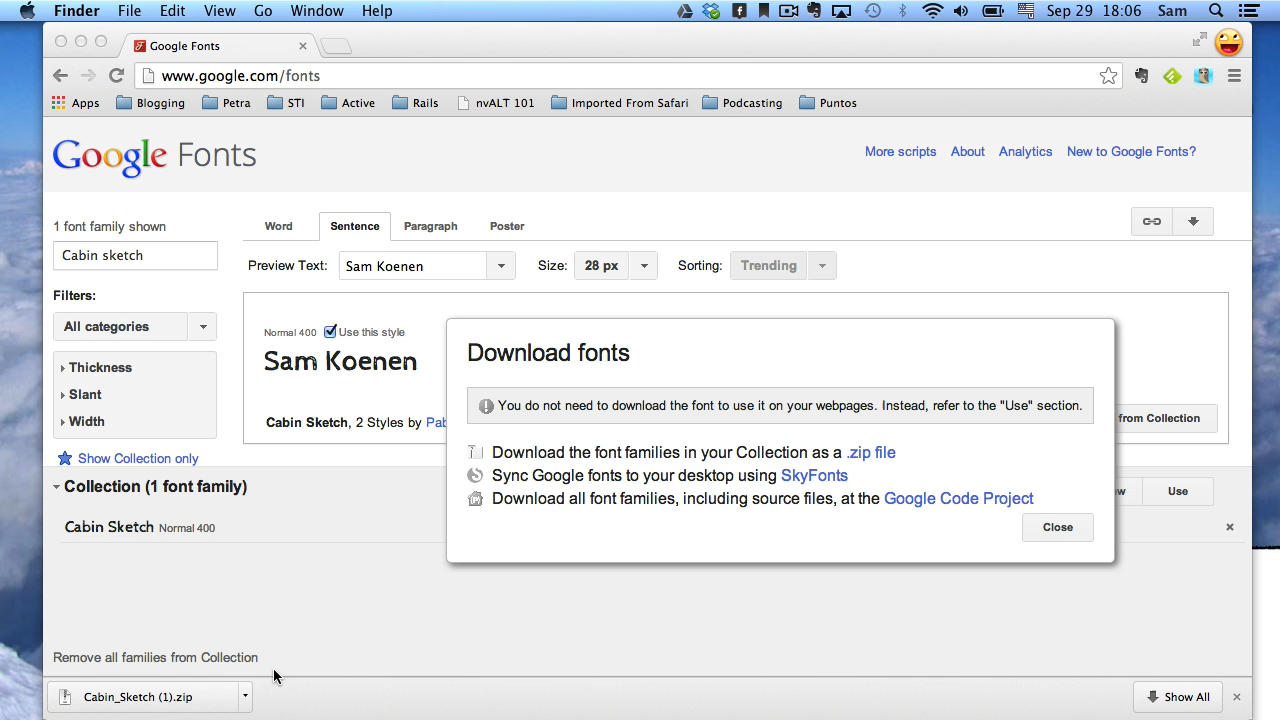 Finder File Edit View Go Window Help Sep 29 18:06 Sam
Google Fonts
www.google.com/fonts
Apps Blogging Petra STI Active Rails nvALT 101 Imported From Safari Podcasting Puntos
Google Fonts
More scripts About Analytics New to Google Fonts?
1 font family shown
Word Sentence Paragraph Poster
Cabin sketch
Preview Text: Sam Koenen Size: 28 px Sorting: Trending
Filters:
All categories
Thickness
Slant
Width
Show Collection only
Normal 400 Use this style
Sam Koenen
Cabin Sketch, 2 Styles by
from Collection
Download fonts
You do not need to download the font to use it on your webpages. Instead, refer to the "Use" section.
Download the font families in your Collection as a .zip file
Sync Google fonts to your desktop using SkyFonts
Download all font families, including source files, at the Google Code Project
Close
Collection (1 font family)
Use
Cabin Sketch Normal 400
Remove all families from Collection
Cabin_Sketch (1).zip
Show All